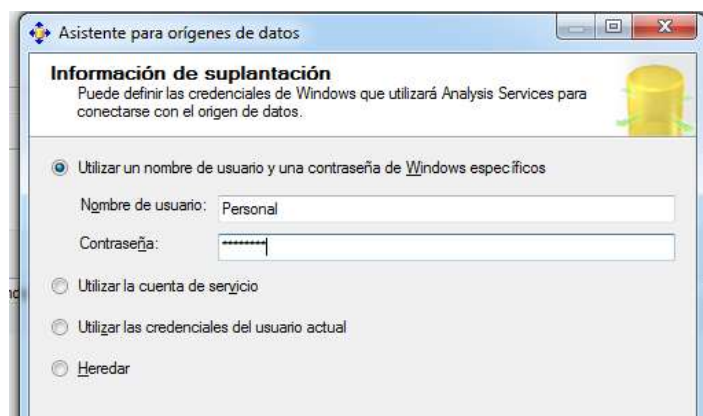 Asistente para orígenes de datos
Información de suplantación
Puede definir las credenciales de Windows que utilizará Analysis Services para
conectarse con el origen de datos.
Utilizar un nombre de usuario y una contraseña de Windows específicos
Nombre de usuario: Personal
Contraseña: ********
Utilizar la cuenta de servicio
Utilizar las credenciales del usuario actual
Heredar